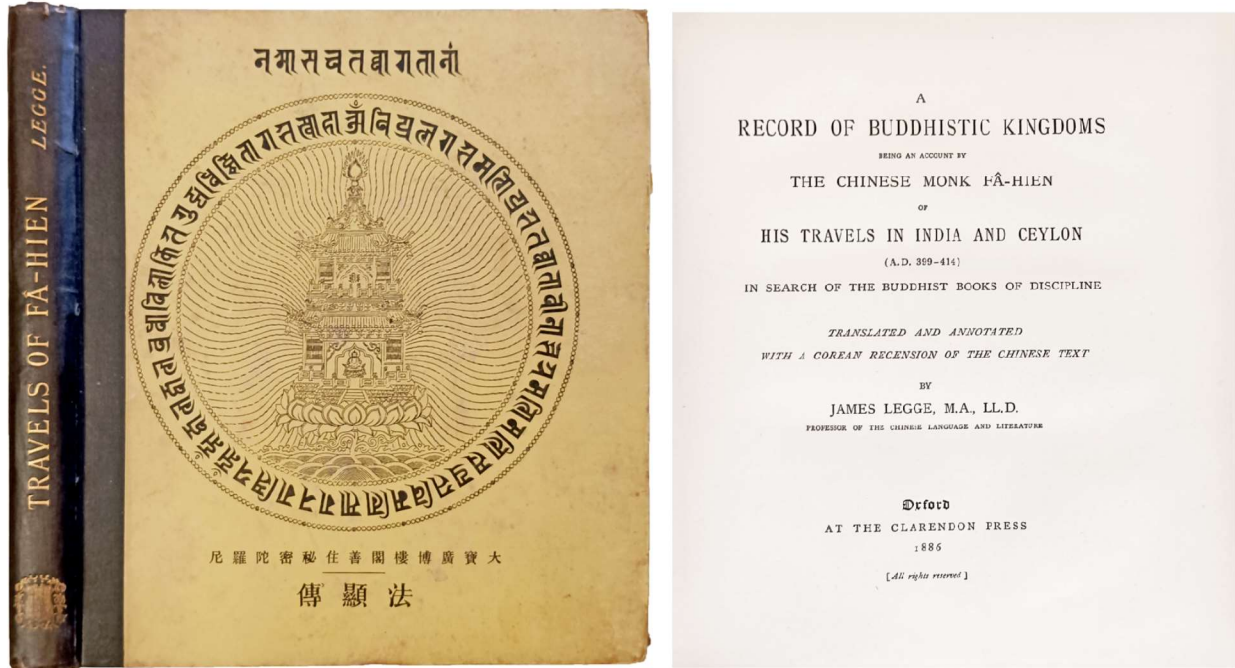 TRAVELS OF FÂ-HIEN LEGGE.
大寶廣博樓閣善住秘密陀羅尼
法顯傳
A
RECORD OF BUDDHISTIC KINGDOMS
BEING AN ACCOUNT BY
THE CHINESE MONK FÂ-HIEN
OF
HIS TRAVELS IN INDIA AND CEYLON
(A.D. 399-414)
IN SEARCH OF THE BUDDHIST BOOKS OF DISCIPLINE
TRANSLATED AND ANNOTATED
WITH A COREAN RECENSION OF THE CHINESE TEXT
BY
JAMES LEGGE, M.A., LL.D.
PROFESSOR OF THE CHINESE LANGUAGE AND LITERATURE
Oxford
AT THE CLARENDON PRESS
1886
[All rights reserved]